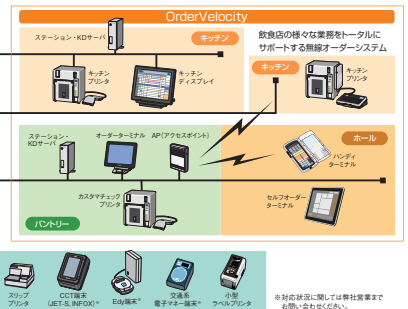 OrderVelocity
ステーション・KDサーバ
キッチン
キッチン
プリンタ
キッチン
ディスプレイ
飲食店の様々な業務をトータルに
サポートする無線オーダーシステム
キッチン
キッチン
プリンタ
ステーション・
KDサーバ
オーダーターミナル
AP(アクセスポイント)
ホール
ハンディ
ターミナル
カスタマチェック
プリンタ
セルフオーダー
ターミナル
パントリー
スリップ
プリンタ
CCT端末
(JET-S、INFOX)※
Edy端末※
交通系
電子マネー端末※
小型
ラベルプリンタ
※対応状況に関しては弊社営業まで
お問い合わせください。